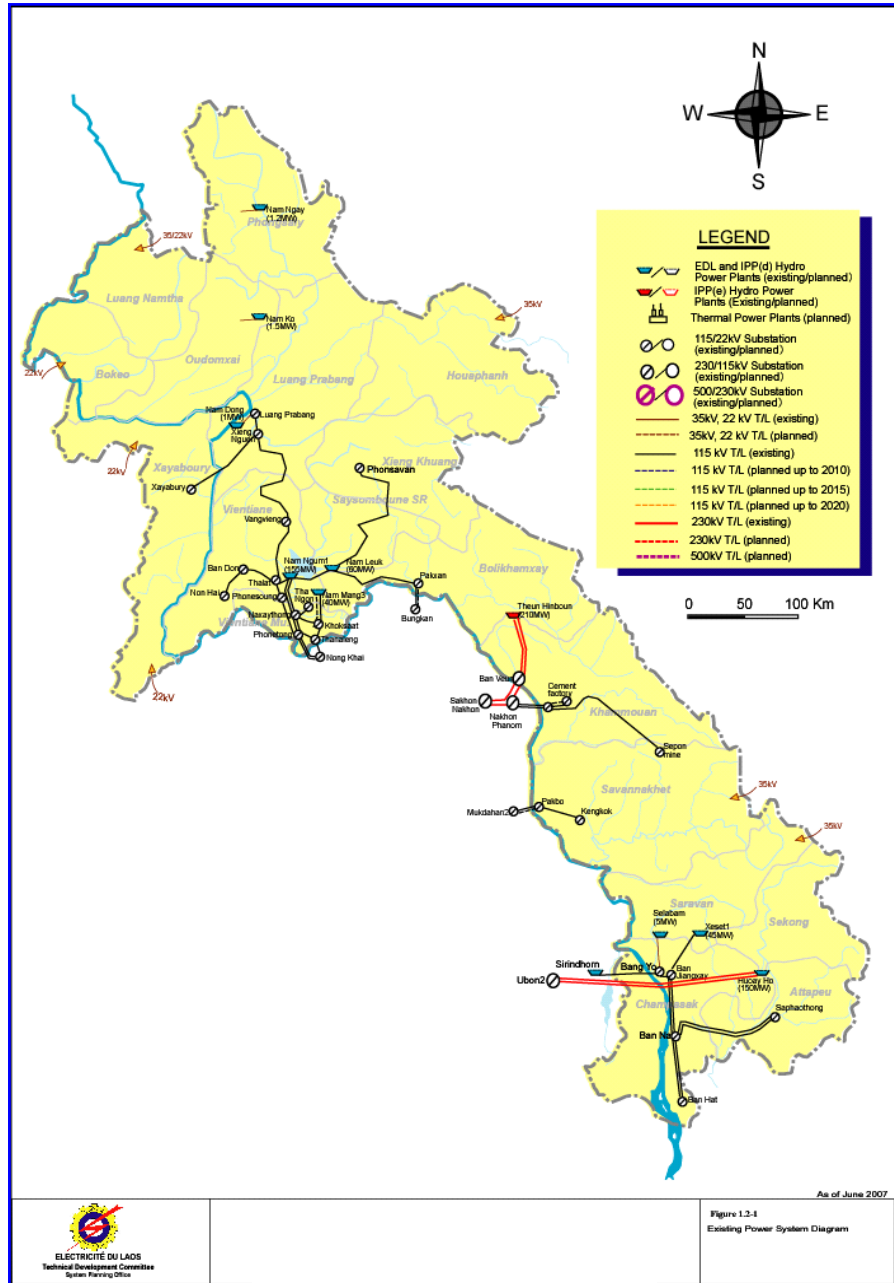 N
W
E
S
LEGEND
EDL and IPP(d) Hydro
Power Plants (existing/planned)
IPP(e) Hydro Power
Plants (Existing/planned)
Thermal Power Plants (planned)
115/22kV Substation
(existing/planned)
230/115kV Substation
(existing/planned)
500/230kV Substation
(existing/planned)
35kV, 22 kV T/L (existing)
35kV, 22 kV T/L (planned)
115 kV T/L (existing)
115 kV T/L (planned up to 2010)
115 kV T/L (planned up to 2015)
115 kV T/L (planned up to 2020)
230kV T/L (existing)
230kV T/L (planned)
500kV T/L (planned)
0 50 100 Km
Nam Ngay
(1.2MW)
Phongsaly
35/22kV
Luang Namtha
Nam Ko
(1.5MW)
35kV
Oudomxai
Bokeo
22kV
Luang Prabang
Houaphanh
Nam Dong
(1MW)
Luang Prabang
Xieng
Nguen
22kV
Xayaboury
Xieng Khuang
Phonsavan
Xayabury
Saysomboune SR
Vientiane
Vangvieng
Bolikhamxay
Ban Don
Nam Ngum1
(155MW)
Nam Leuk
(60MW)
Thalat
Pakxan
Non Hai
Phonesoung
Tha
Ngon
Nam Mang3
(40MW)
Naxaythong
Bungkan
Theun Hinboun
(210MW)
Vientiane Mu
Khoksaat
Phonetong
Thanaleng
Nong Khai
22kV
Ban Veun
Sakhon
Nakhon
Nakhon
Phanom
Cement
factory
Khammouan
Sepon
mine
Savannakhet
35kV
Mukdahan2
Pakbo
Kengkok
35kV
Saravan
Selabam
(5MW)
Xeset1
(45MW)
Sekong
Sirindhorn
Bang Yo
Ban
Jiangxay
Ubon2
Houay Ho
(150MW)
Attapeu
Champasak
Saphaothong
Ban Na
Ban Hat
As of June 2007
ELECTRICITÉ DU LAOS
Technical Development Committee
System Planning Office
Figure 1.2-1
Existing Power System Diagram